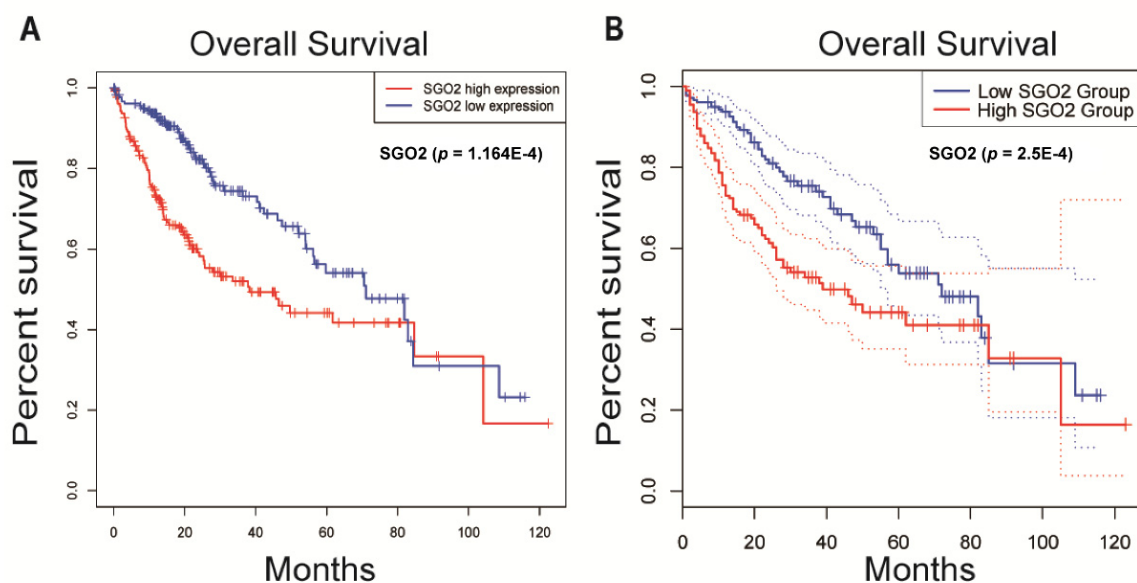 A
Overall Survival
SGO2 high expression
SGO2 low expression
SGO2 (p = 1.164E-4)
Percent survival
1.0
0.8
0.6
0.4
0.2
0.0
0 20 40 60 80 100 120
Months
B
Overall Survival
Low SGO2 Group
High SGO2 Group
SGO2 (p = 2.5E-4)
Percent survival
1.0
0.8
0.6
0.4
0.2
0.0
0 20 40 60 80 100 120
Months